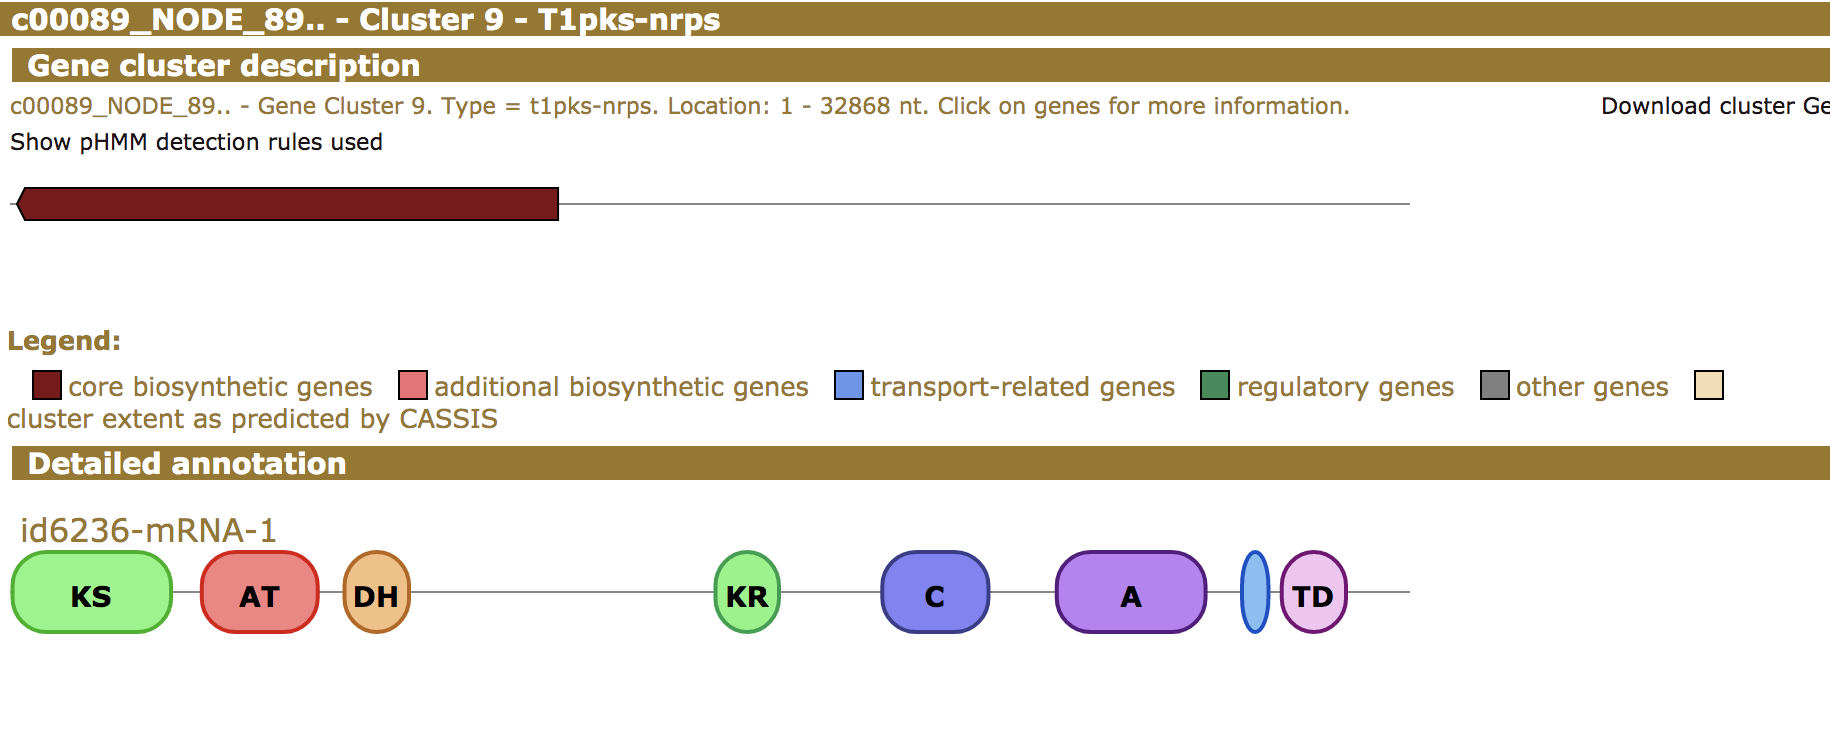 c00089_NODE_89.. - Cluster 9 - T1pks-nrps
Gene cluster description
c00089_NODE_89.. - Gene Cluster 9. Type = t1pks-nrps. Location: 1 - 32868 nt. Click on genes for more information.
Download cluster Ge
Show pHMM detection rules used
Legend:
core biosynthetic genes additional biosynthetic genes transport-related genes regulatory genes other genes
cluster extent as predicted by CASSIS
Detailed annotation
id6236-mRNA-1
KS AT DH KR C A TD